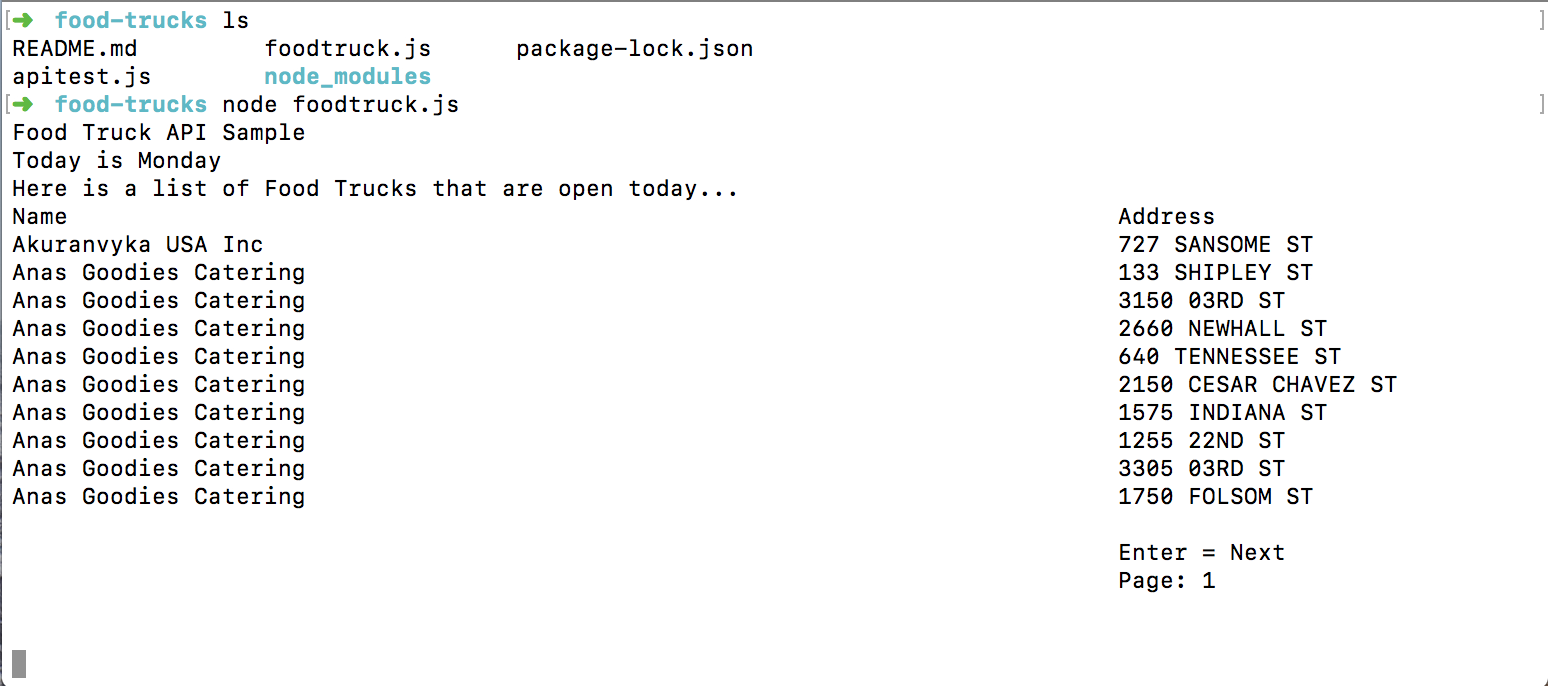 [➜  food-trucks ls ]
README.md foodtruck.js package-lock.json
apitest.js node_modules
[➜  food-trucks node foodtruck.js ]
Food Truck API Sample
Today is Monday
Here is a list of Food Trucks that are open today...
Name Address
Akuranvyka USA Inc 727 SANSOME ST
Anas Goodies Catering 133 SHIPLEY ST
Anas Goodies Catering 3150 03RD ST
Anas Goodies Catering 2660 NEWHALL ST
Anas Goodies Catering 640 TENNESSEE ST
Anas Goodies Catering 2150 CESAR CHAVEZ ST
Anas Goodies Catering 1575 INDIANA ST
Anas Goodies Catering 1255 22ND ST
Anas Goodies Catering 3305 03RD ST
Anas Goodies Catering 1750 FOLSOM ST
Enter = Next
Page: 1